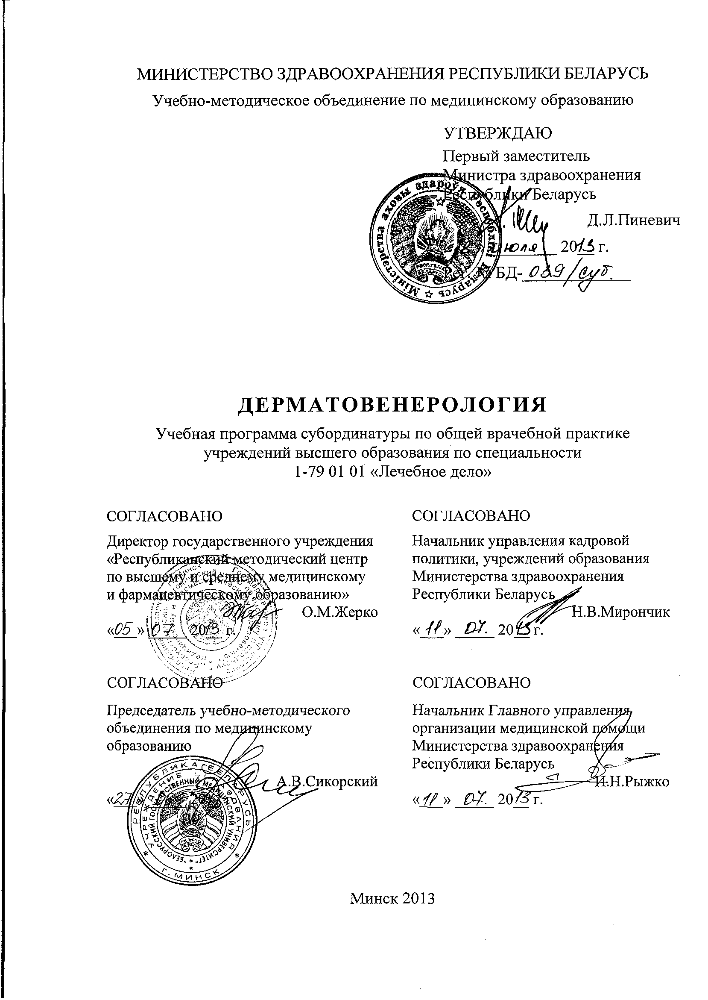 МИНИСТЕРСТВО ЗДРАВООХРАНЕНИЯ РЕСПУБЛИКИ БЕЛАРУСЬ
Учебно-методическое объединение по медицинскому образованию
УТВЕРЖДАЮ
Первый заместитель
Министра здравоохранения
Республики Беларусь
Д.Л.Пиневич
июля 2013 г.
БД- 039/суб.
Міністэрства аховы здароўя Рэспублікі Беларусь
ДЕРМАТОВЕНЕРОЛОГИЯ
Учебная программа субординатуры по общей врачебной практике
учреждений высшего образования по специальности
1-79 01 01 «Лечебное дело»
СОГЛАСОВАНО
Директор государственного учреждения
«Республиканский методический центр
по высшему и среднему медицинскому
и фармацевтическому образованию»
О.М.Жерко
«05» 07 2013 г.
СОГЛАСОВАНО
Начальник управления кадровой
политики, учреждений образования
Министерства здравоохранения
Республики Беларусь
Н.В.Мирончик
«11» 07. 2013 г.
СОГЛАСОВАНО
Председатель учебно-методического
объединения по медицинскому
образованию
А.В.Сикорский
«27
РЕСПУБЛИКА БЕЛАРУСЬ
УЧРЕЖДЕНИЕ ОБРАЗОВАНИЯ
"БЕЛОРУССКИЙ ГОСУДАРСТВЕННЫЙ МЕДИЦИНСКИЙ УНИВЕРСИТЕТ"
Г. МИНСК
СОГЛАСОВАНО
Начальник Главного управления
организации медицинской помощи
Министерства здравоохранения
Республики Беларусь
И.Н.Рыжко
«11» 07. 2013 г.
Минск 2013